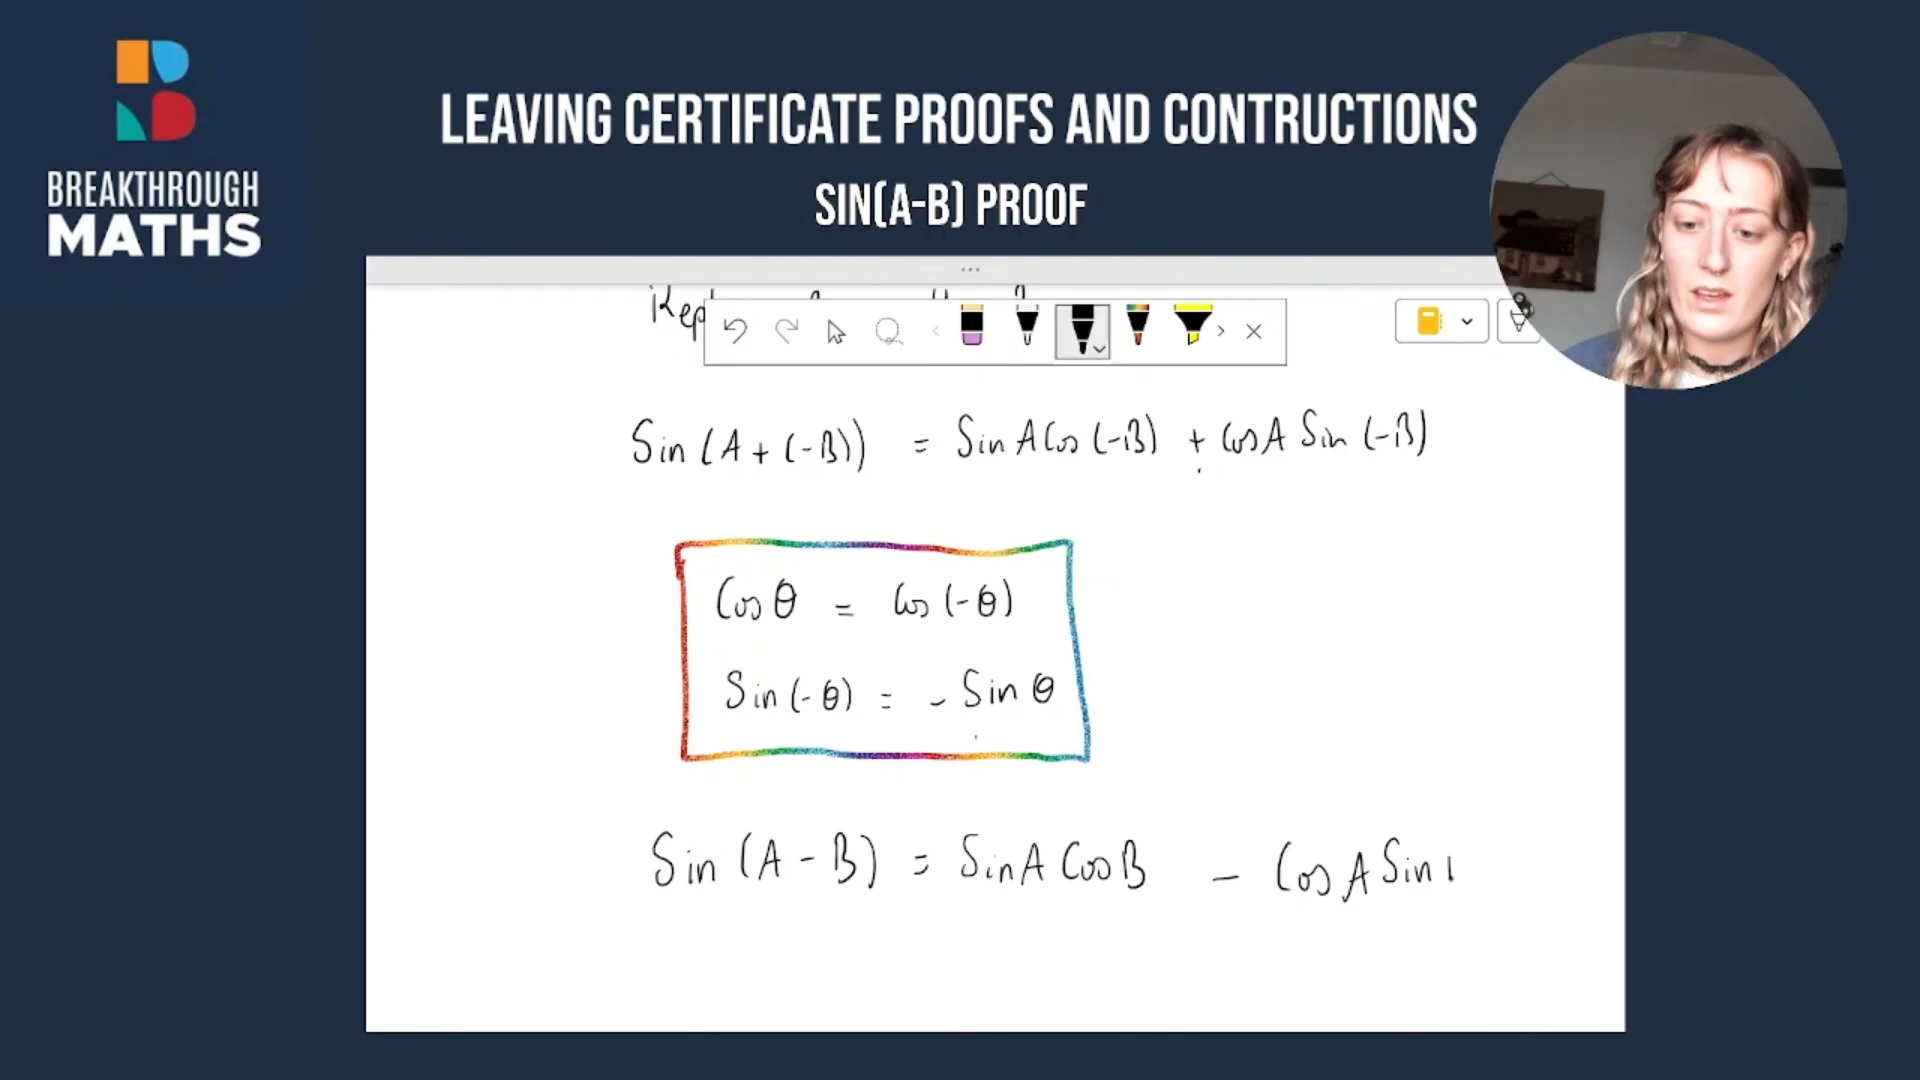 BREAKTHROUGH
MATHS
LEAVING CERTIFICATE PROOFS AND CONTRUCTIONS
SIN(A-B) PROOF
Sin (A + (-B)) = Sin A Cos (-B) + Cos A Sin (-B)
Cos θ = Cos (-θ)
Sin (-θ) = - Sin θ
Sin (A - B) = Sin A Cos B - Cos A Sin